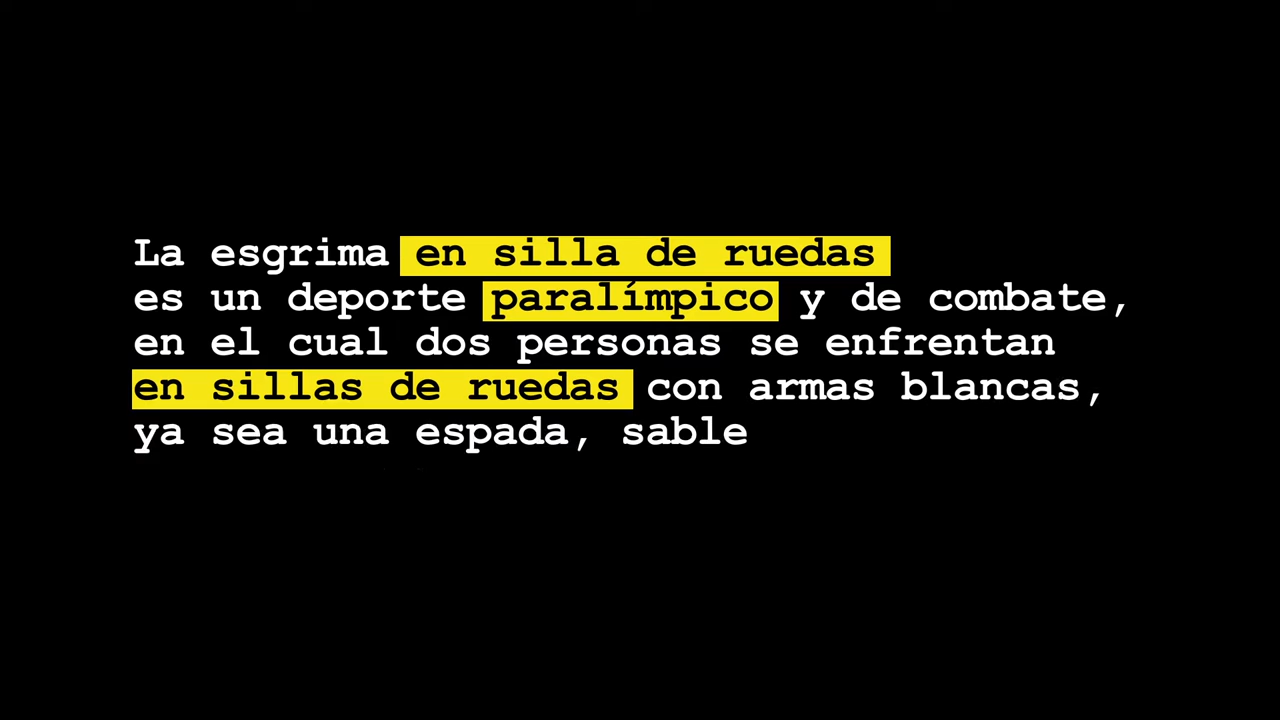 La esgrima en silla de ruedas
es un deporte paralímpico y de combate,
en el cual dos personas se enfrentan
en sillas de ruedas con armas blancas,
ya sea una espada, sable